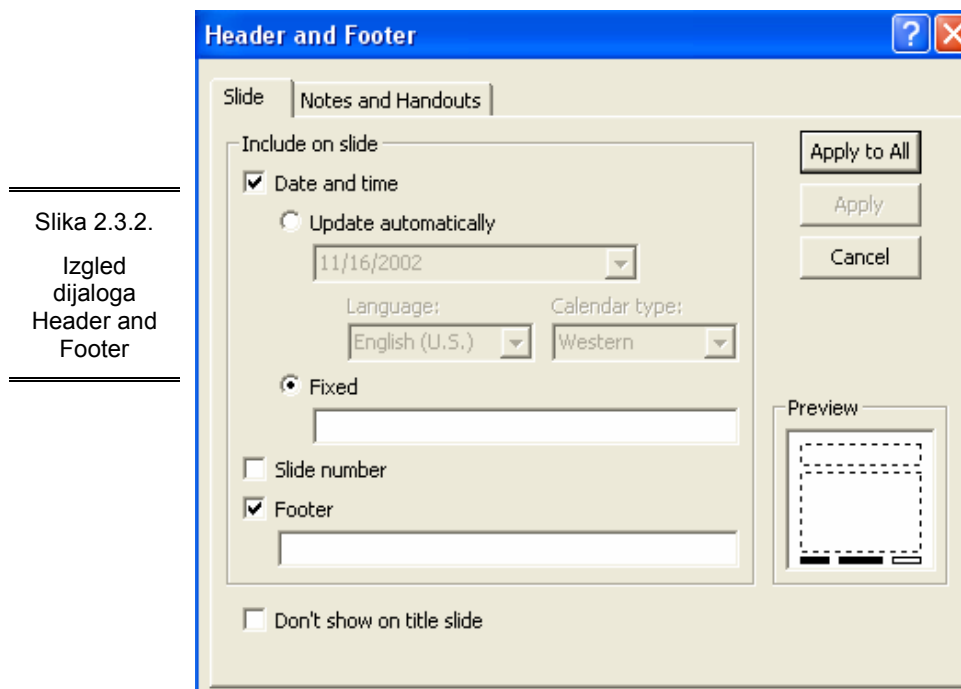 Header and Footer
Slide
Notes and Handouts
Include on slide
Date and time
Update automatically
11/16/2002
Language:
Calendar type:
English (U.S.)
Western
Fixed
Slide number
Footer
Don't show on title slide
Apply to All
Apply
Cancel
Preview
Slika 2.3.2.
Izgled
dijaloga
Header and
Footer